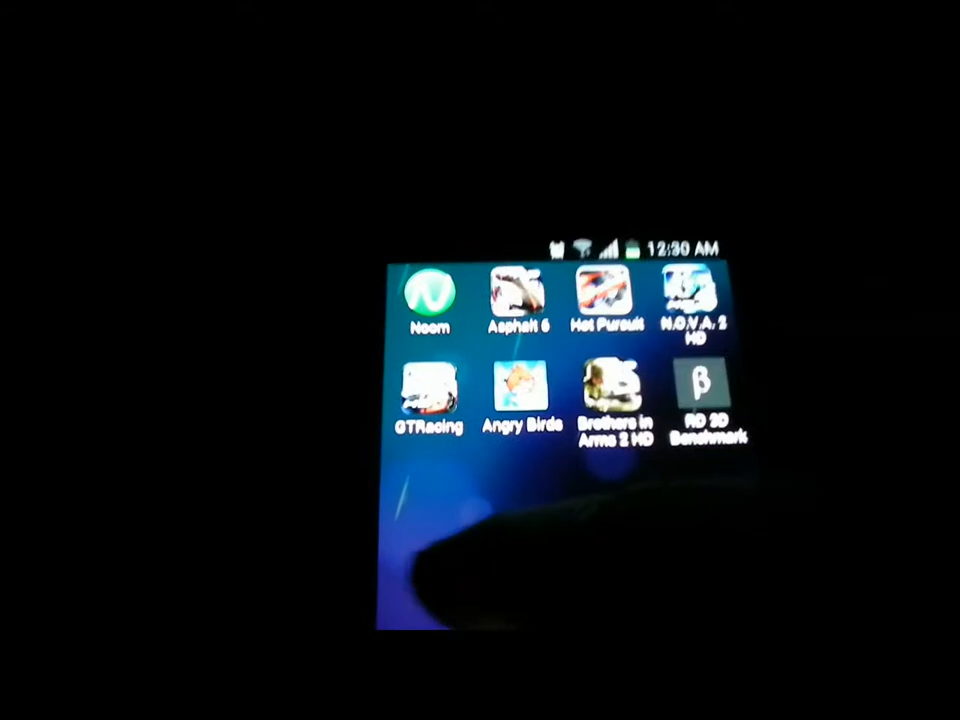 12:30 AM
Noom
Asphalt 6
Hot Pursuit
N.O.V.A. 2
HD
GTRacing
Angry Birds
Brothers in
Arms 2 HD
β
RD 3D
Benchmark